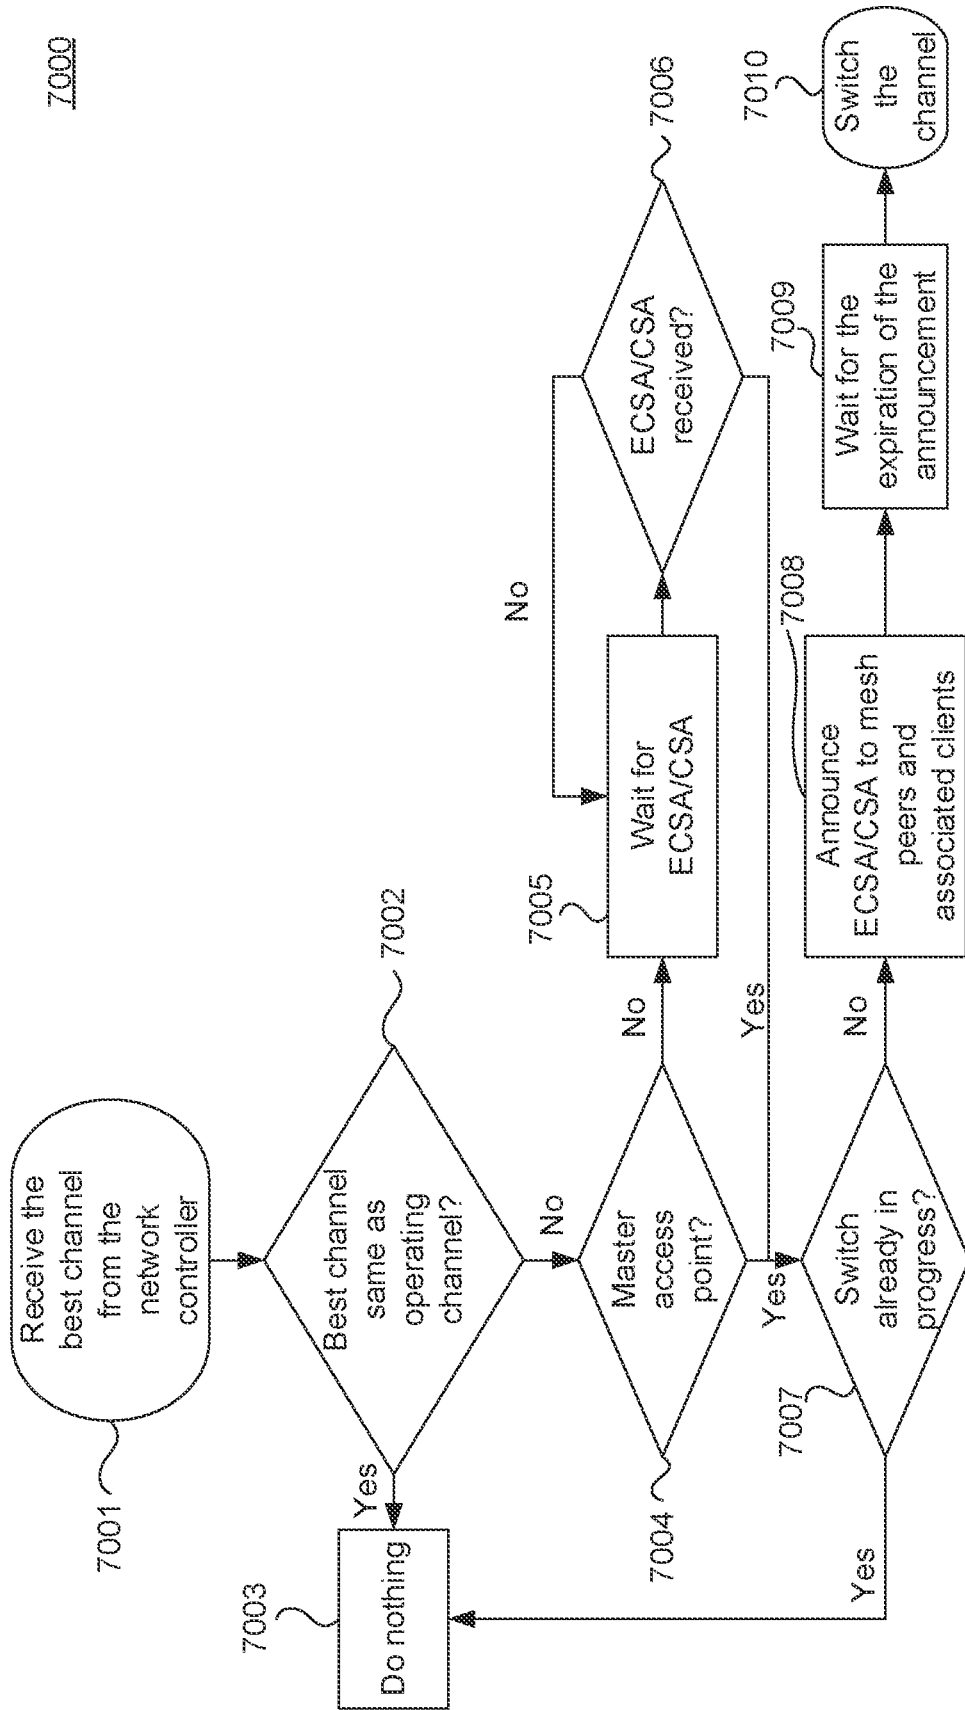 7000
7001
Receive the
best channel
from the
network
controller
7002
Best channel
same as
operating
channel?
Yes
7003
Do nothing
No
7004
Master
access
point?
No
7005
Wait for
ECSA/CSA
No
7006
ECSA/CSA
received?
Yes
Yes
7007
Switch
already in
progress?
Yes
No
7008
Announce
ECSA/CSA to mesh
peers and
associated clients
7009
Wait for the
expiration of the
announcement
7010
Switch
the
channel